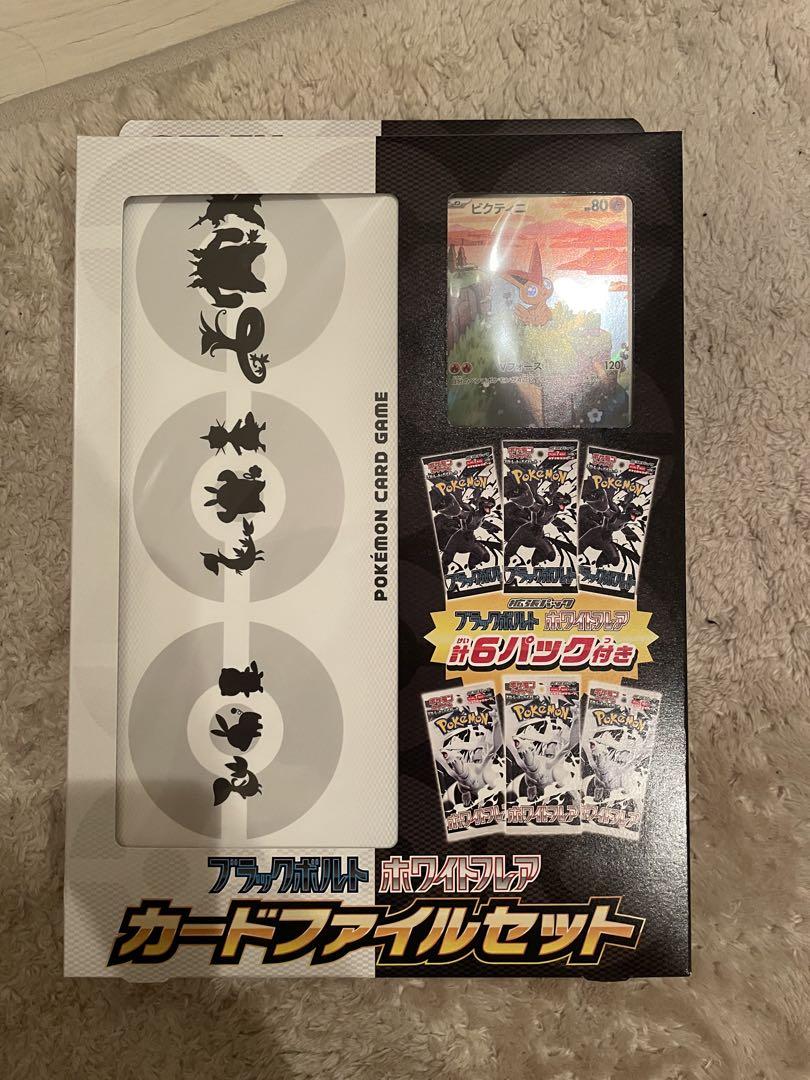 ビクティニ
80
Vフォース
120
POKÉMON CARD GAME
POKéMON
POKéMON
POKéMON
ブラックボルト
ブラックボルト
ブラックボルト
拡張パック
ブラックボルト ホワイトフレア
かい つ
計6パック付き
POKéMON
POKéMON
POKéMON
ホワイトフレア
ホワイトフレア
ホワイトフレア
ブラックボルト ホワイトフレア
カードファイルセット